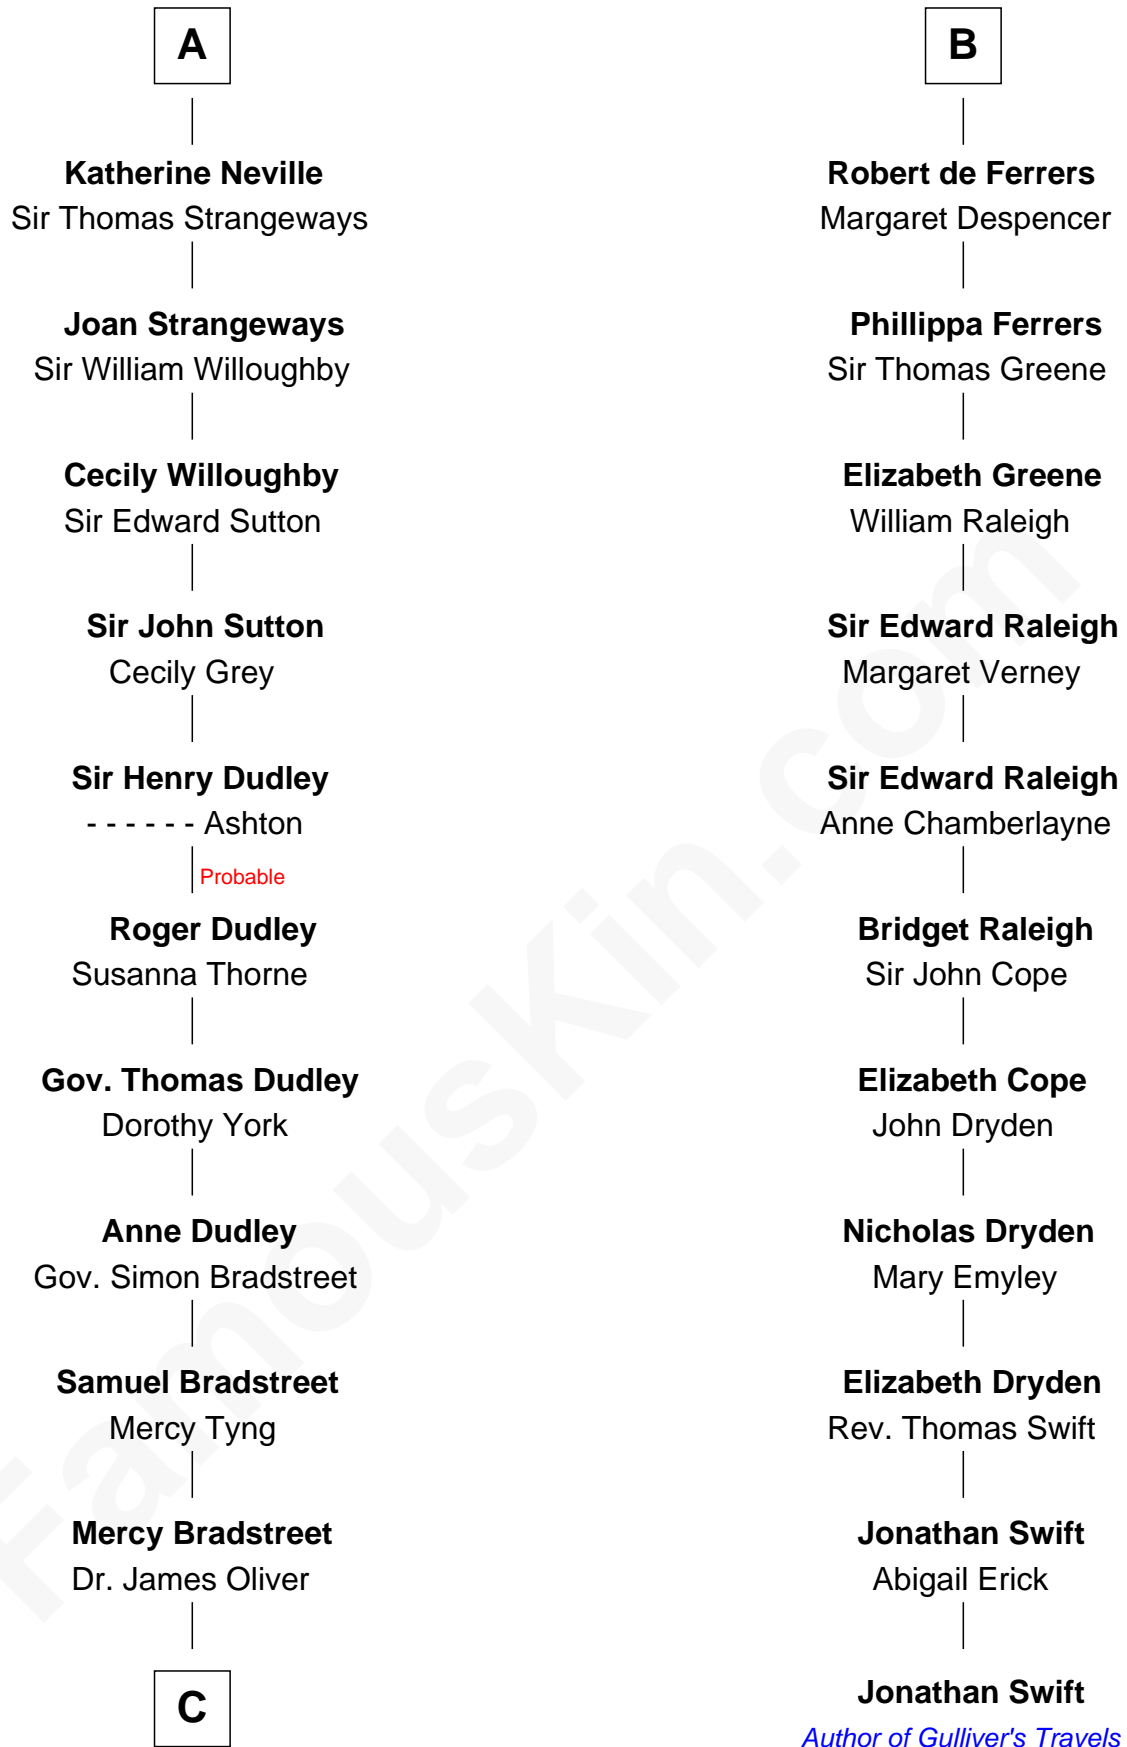 A
Katherine Neville
Sir Thomas Strangeways
Joan Strangeways
Sir William Willoughby
Cecily Willoughby
Sir Edward Sutton
Sir John Sutton
Cecily Grey
Sir Henry Dudley
- - - - - - Ashton
Probable
Roger Dudley
Susanna Thorne
Gov. Thomas Dudley
Dorothy York
Anne Dudley
Gov. Simon Bradstreet
Samuel Bradstreet
Mercy Tyng
Mercy Bradstreet
Dr. James Oliver
C
B
Robert de Ferrers
Margaret Despencer
Phillippa Ferrers
Sir Thomas Greene
Elizabeth Greene
William Raleigh
Sir Edward Raleigh
Margaret Verney
Sir Edward Raleigh
Anne Chamberlayne
Bridget Raleigh
Sir John Cope
Elizabeth Cope
John Dryden
Nicholas Dryden
Mary Emyley
Elizabeth Dryden
Rev. Thomas Swift
Jonathan Swift
Abigail Erick
Jonathan Swift
Author of Gulliver's Travels
FamousKin.com